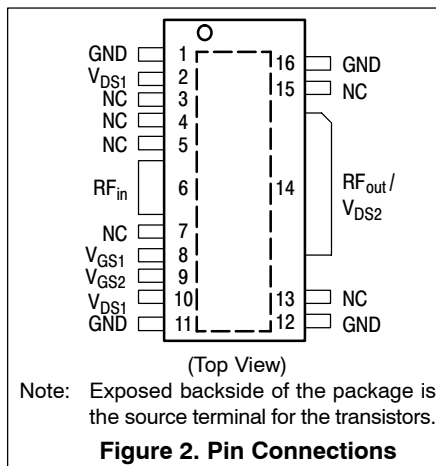 GND 1 16 GND
VDS1 2 15 NC
NC 3
NC 4
NC 5
RFin 6 14 RFout/
VDS2
NC 7
VGS1 8
VGS2 9
VDS1 10 13 NC
GND 11 12 GND
(Top View)
Note: Exposed backside of the package is
the source terminal for the transistors.
Figure 2. Pin Connections